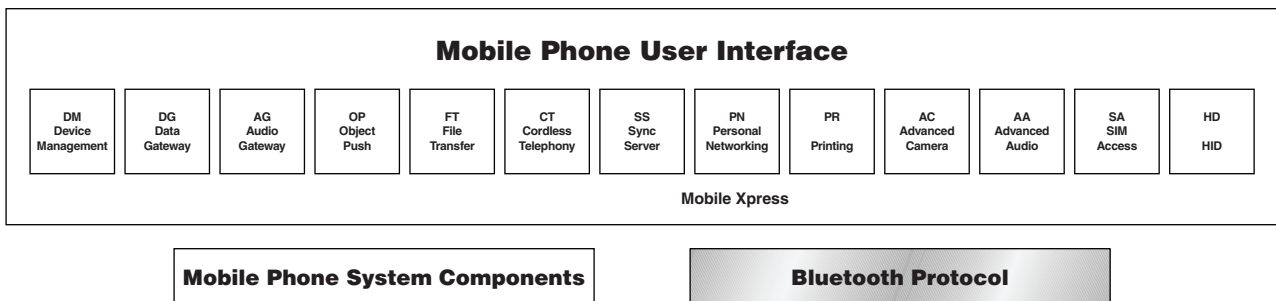 Mobile Phone User Interface
DM
Device
Management
DG
Data
Gateway
AG
Audio
Gateway
OP
Object
Push
FT
File
Transfer
CT
Cordless
Telephony
SS
Sync
Server
PN
Personal
Networking
PR
Printing
AC
Advanced
Camera
AA
Advanced
Audio
SA
SIM
Access
HD
HID
Mobile Xpress
Mobile Phone System Components
Bluetooth Protocol